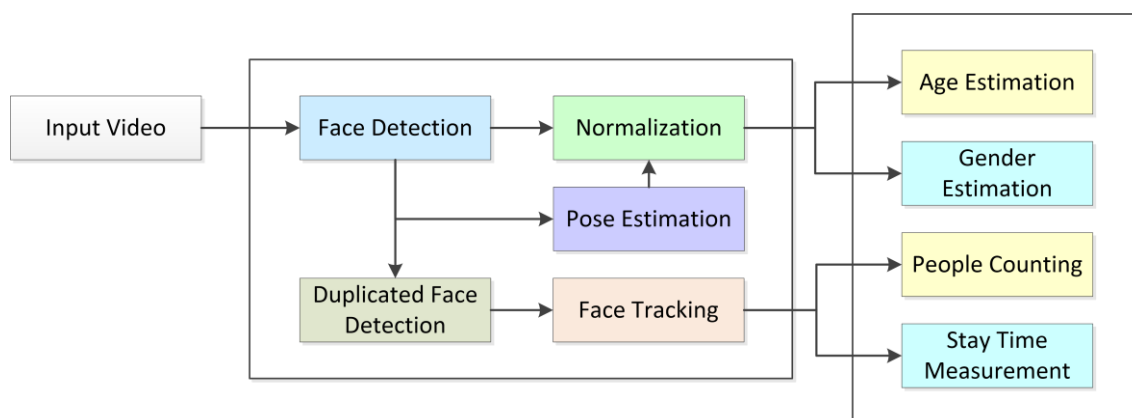 Input Video
Face Detection
Normalization
Pose Estimation
Duplicated Face
Detection
Face Tracking
Age Estimation
Gender
Estimation
People Counting
Stay Time
Measurement